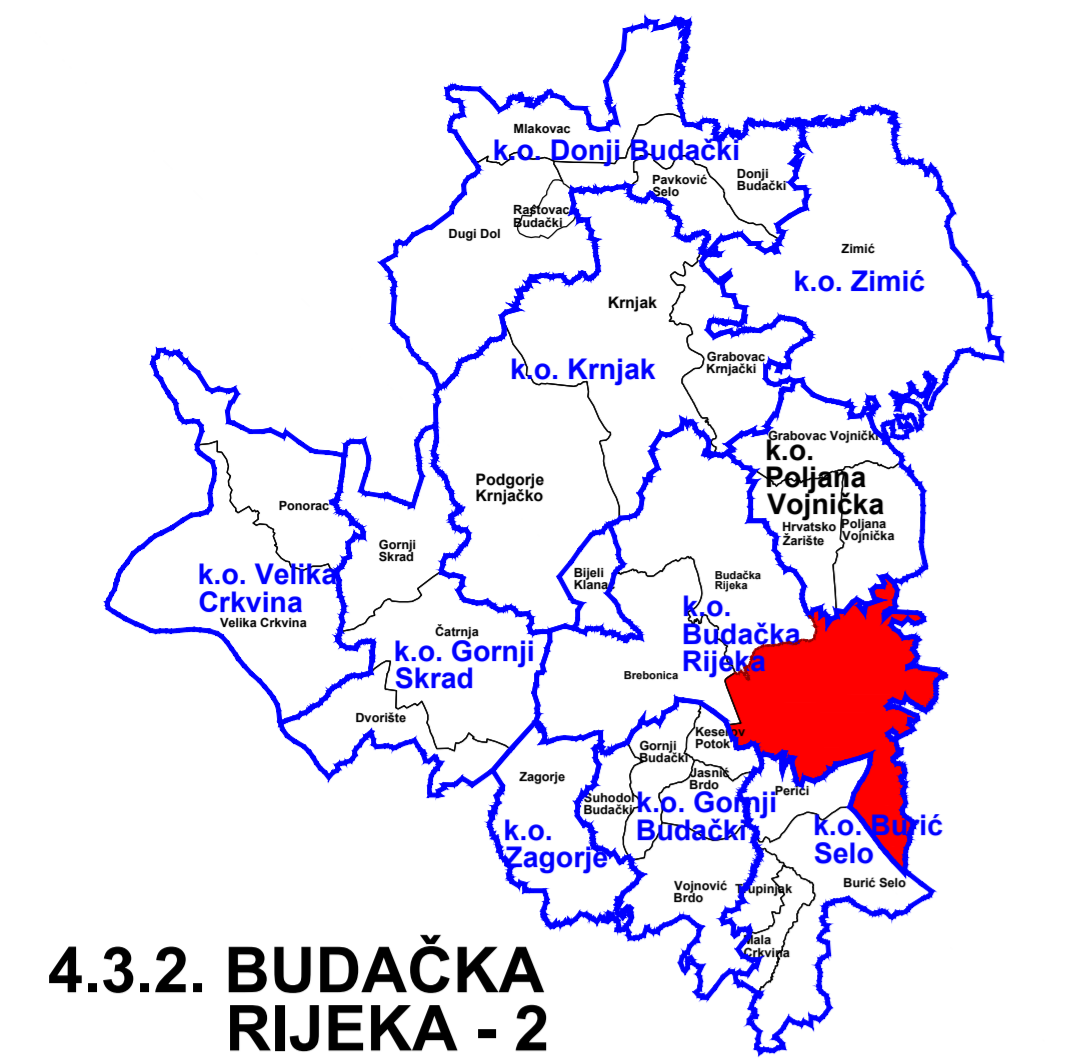 Mlakovac
k.o. Donji Budački
Pavković
Selo
Donji
Budački
Raštovac
Budački
Dugi Dol
Zimić
k.o. Zimić
Krnjak
k.o. Krnjak
Grabovac
Krnjački
Grabovac Vojnički
k.o.
Poljana
Vojnička
Hrvatsko
Žarište
Poljana
Vojnička
Podgorje
Krnjačko
Ponorac
Gornji
Skrad
k.o. Velika
Crkvina
Velika Crkvina
Bijeli
Klanac
Budačka
Rijeka
k.o.
Budačka
Rijeka
Čatrnja
k.o. Gornji
Skrad
Brebonica
Dvorište
Keserov
Potok
Gornji
Budački
Jasnić
Brdo
Zagorje
Suhodol
Budački
k.o. Gornji
Budački
Perići
k.o.
Zagorje
k.o. Burić
Selo
Burić Selo
Vojnović
Brdo
Trupinjak
Mala
Crkvina
4.3.2. BUDAČKA
RIJEKA - 2